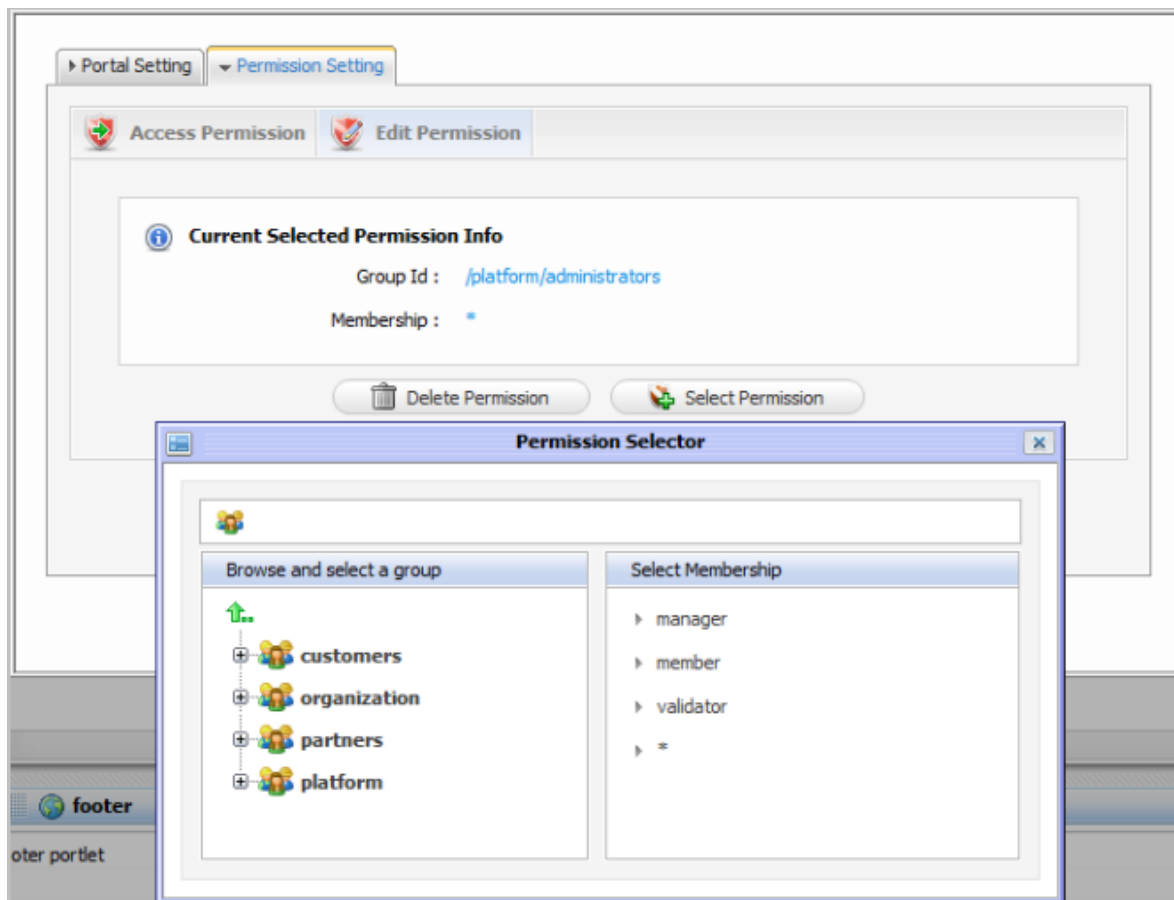 Portal Setting Permission Setting
Access Permission Edit Permission
Current Selected Permission Info
Group Id : /platform/administrators
Membership : *
Delete Permission Select Permission
Permission Selector
Browse and select a group Select Membership
manager
customers
member
organization
validator
partners
*
platform
footer
oter portlet